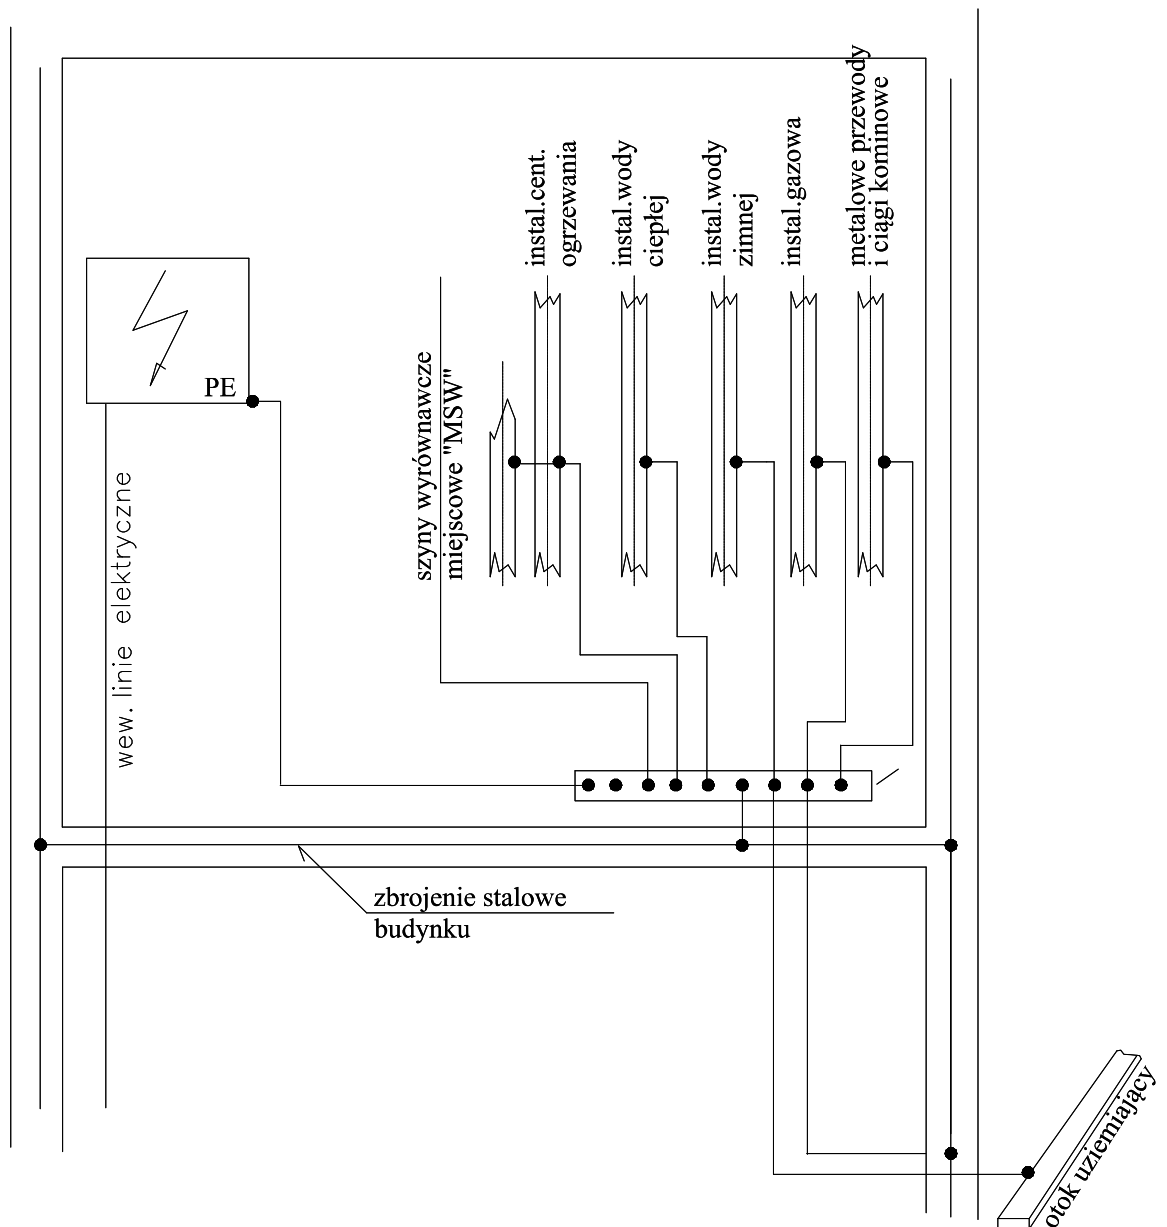 metalowe przewody
i ciągi kominowe
instal.gazowa
instal.wody
zimnej
instal.wody
ciepłej
instal.cent.
ogrzewania
szyny wyrównawcze
miejscowe "MSW"
PE
wew.linie elektryczne
zbrojenie stalowe
budynku
otok uziemiający